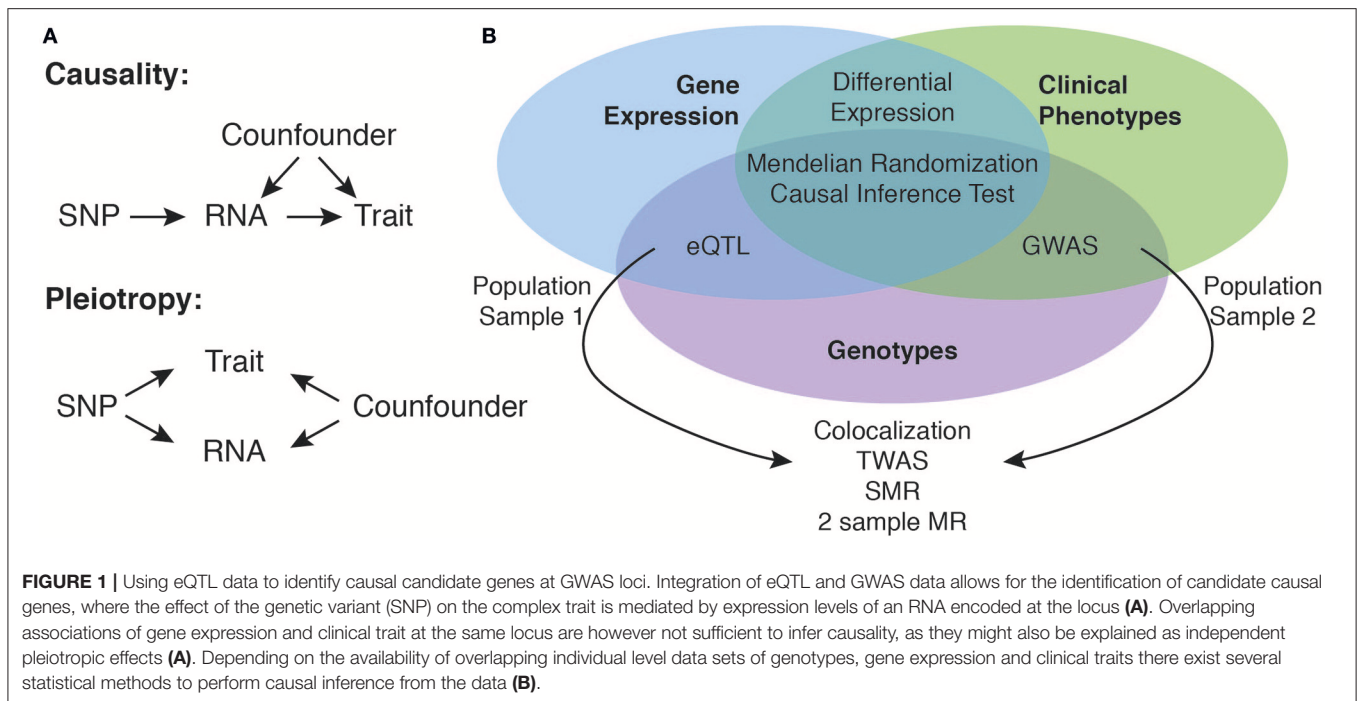 A
Causality:
Counfounder
SNP
RNA
Trait
Pleiotropy:
Trait
SNP
Counfounder
RNA
B
Gene
Expression
Differential
Expression
Clinical
Phenotypes
Mendelian Randomization
Causal Inference Test
eQTL
GWAS
Population
Sample 1
Population
Sample 2
Genotypes
Colocalization
TWAS
SMR
2 sample MR
FIGURE 1 | Using eQTL data to identify causal candidate genes at GWAS loci. Integration of eQTL and GWAS data allows for the identification of candidate causal
genes, where the effect of the genetic variant (SNP) on the complex trait is mediated by expression levels of an RNA encoded at the locus (A). Overlapping
associations of gene expression and clinical trait at the same locus are however not sufficient to infer causality, as they might also be explained as independent
pleiotropic effects (A). Depending on the availability of overlapping individual level data sets of genotypes, gene expression and clinical traits there exist several
statistical methods to perform causal inference from the data (B).